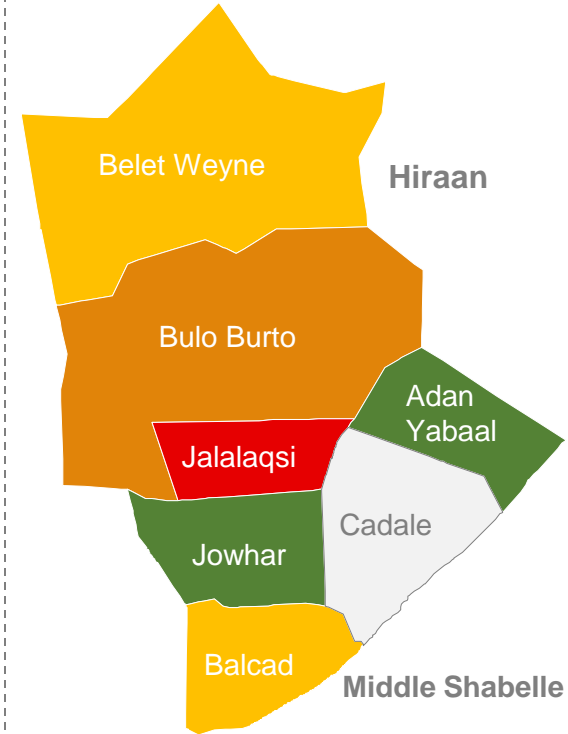 Belet Weyne
Hiraan
Bulo Burto
Adan
Yabaal
Jalalaqsi
Cadale
Jowhar
Balcad
Middle Shabelle